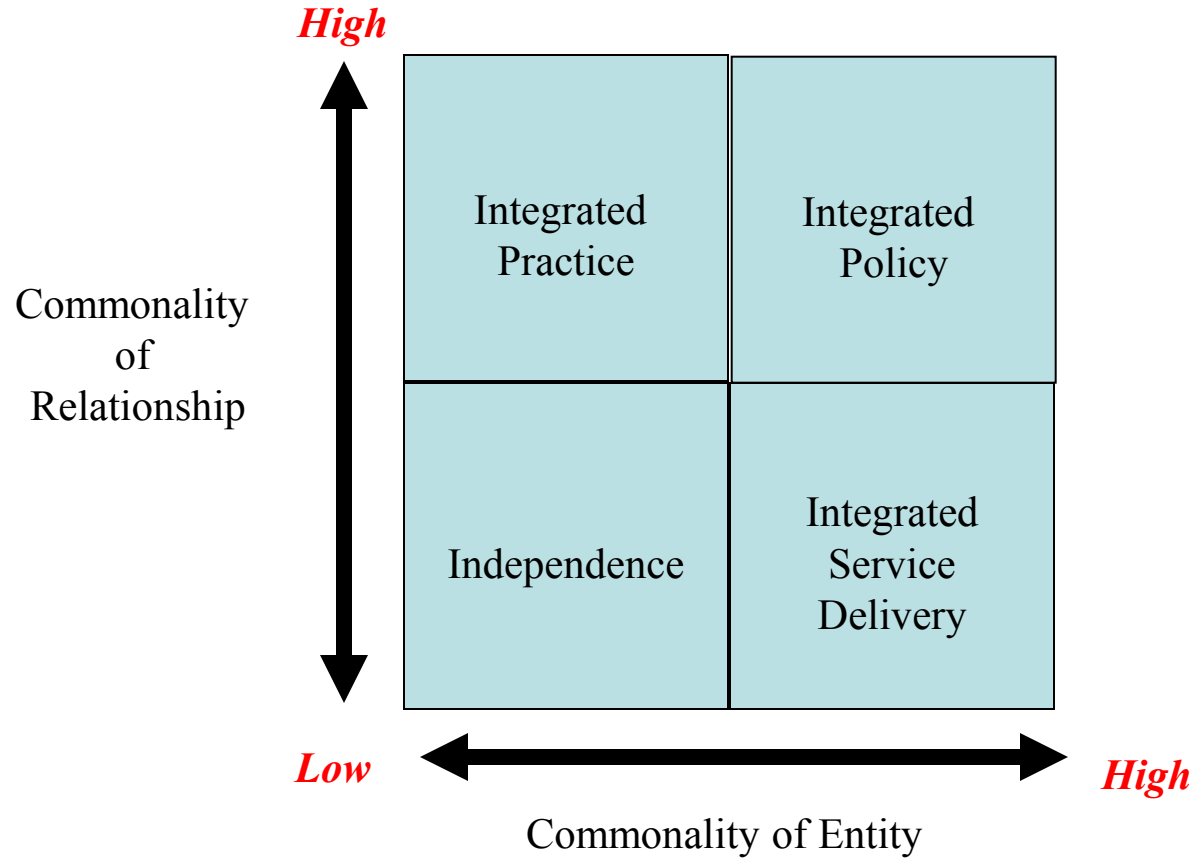 High
Integrated
Practice
Integrated
Policy
Commonality
of
Relationship
Independence
Integrated
Service
Delivery
Low
High
Commonality of Entity